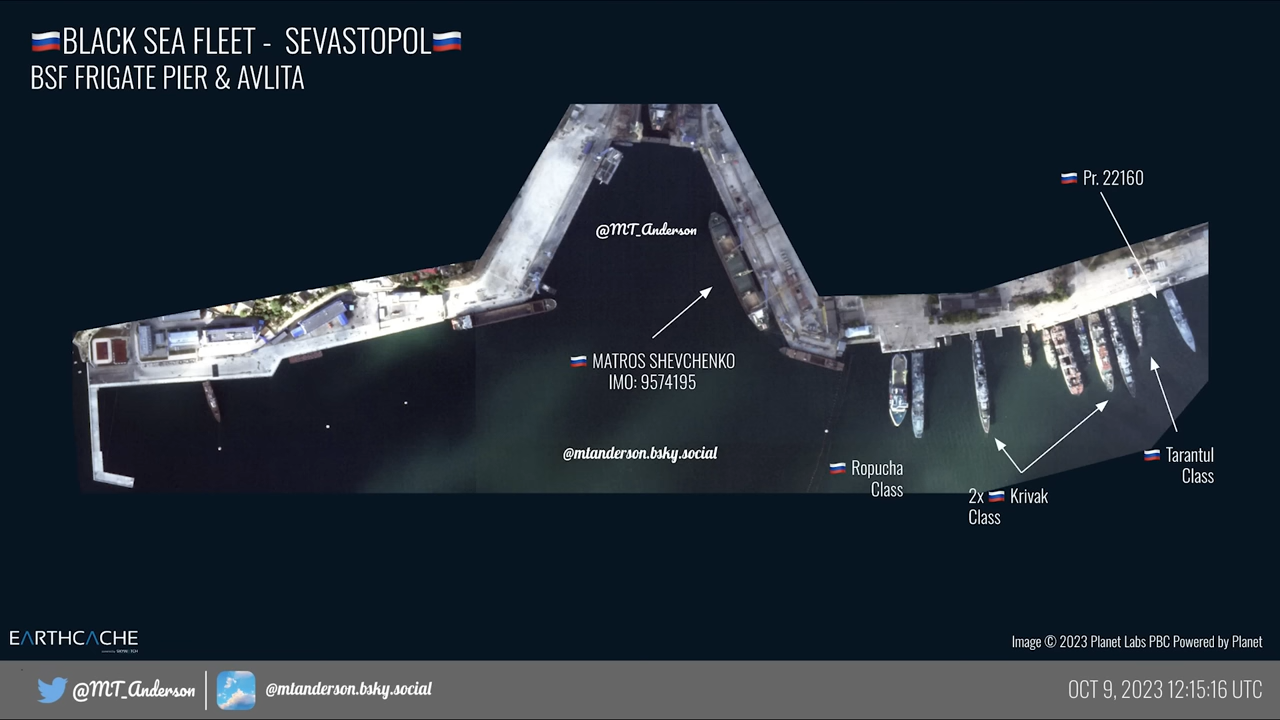 BLACK SEA FLEET - SEVASTOPOL
BSF FRIGATE PIER & AVLITA
Pr. 22160
@MT_Anderson
MATROS SHEVCHENKO
IMO: 9574195
@mtanderson.bsky.social
Ropucha
Class
2x Krivak
Class
Tarantul
Class
EARTHCACHE
Image © 2023 Planet Labs PBC Powered by Planet
@MT_Anderson
@mtanderson.bsky.social
OCT 9, 2023 12:15:16 UTC